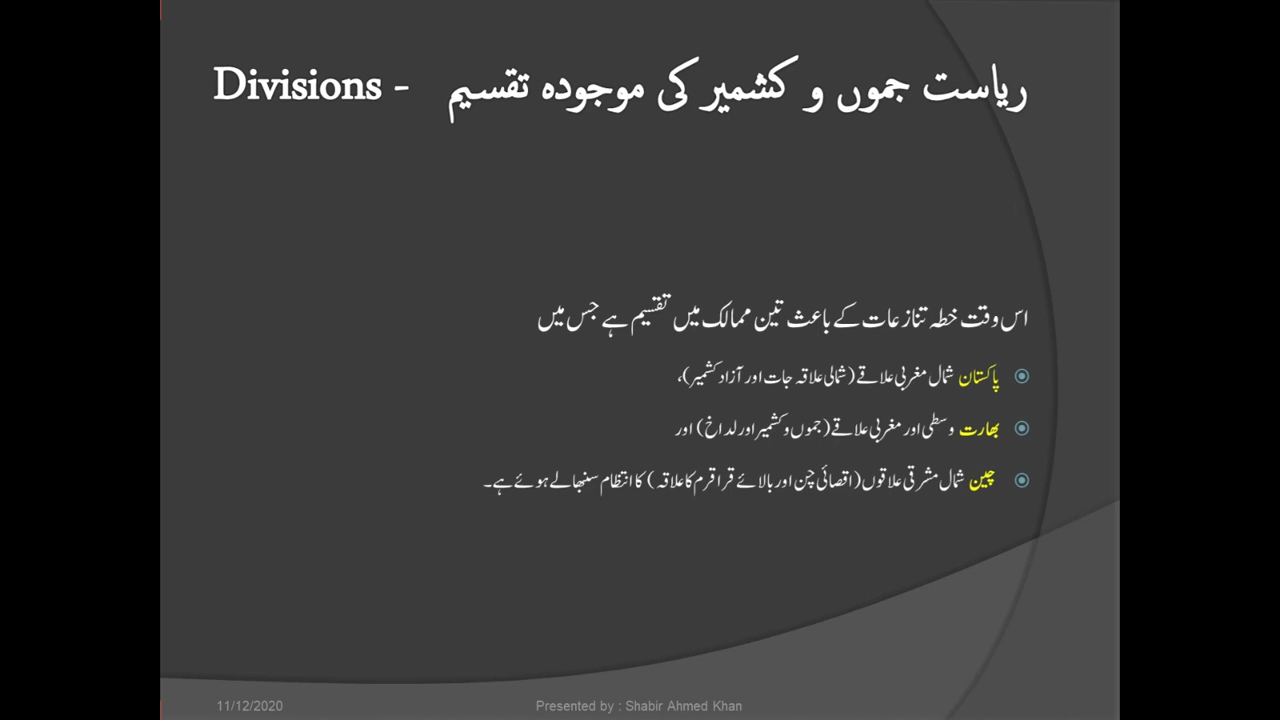 ریاست جموں و کشمیر کی موجودہ تقسیم - Divisions
اس وقت خطہ تنازعات کے باعث تین ممالک میں تقسیم ہے جس میں
پاکستان شمال مغربی علاقے (شمالی علاقہ جات اور آزاد کشمیر)،
بھارت وسطی اور مغربی علاقے (جموں و کشمیر اور لداخ) اور
چین شمال مشرقی علاقوں (اقصائی چن اور بالائے قراقرم کا علاقہ) کا انتظام سنبھالے ہوئے ہے۔
11/12/2020 Presented by : Shabir Ahmed Khan